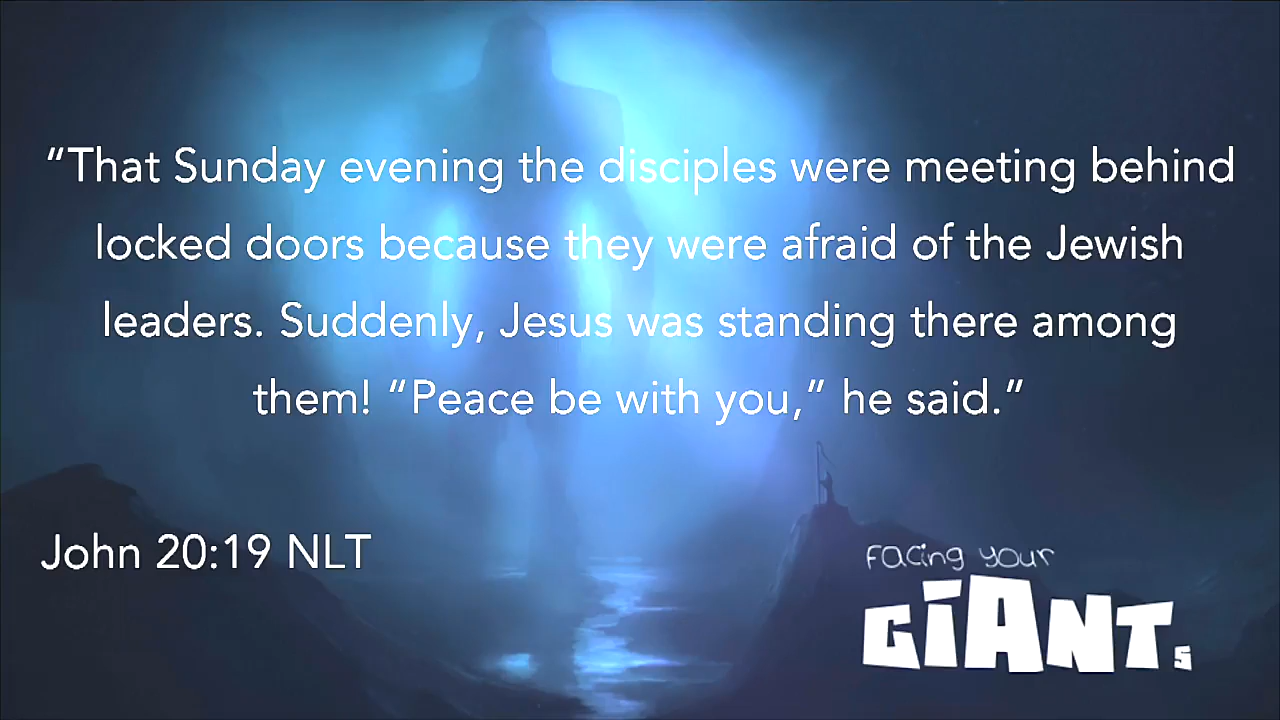 “That Sunday evening the disciples were meeting behind
locked doors because they were afraid of the Jewish
leaders. Suddenly, Jesus was standing there among
them! “Peace be with you,” he said.”
John 20:19 NLT
Facing your
GiANTs